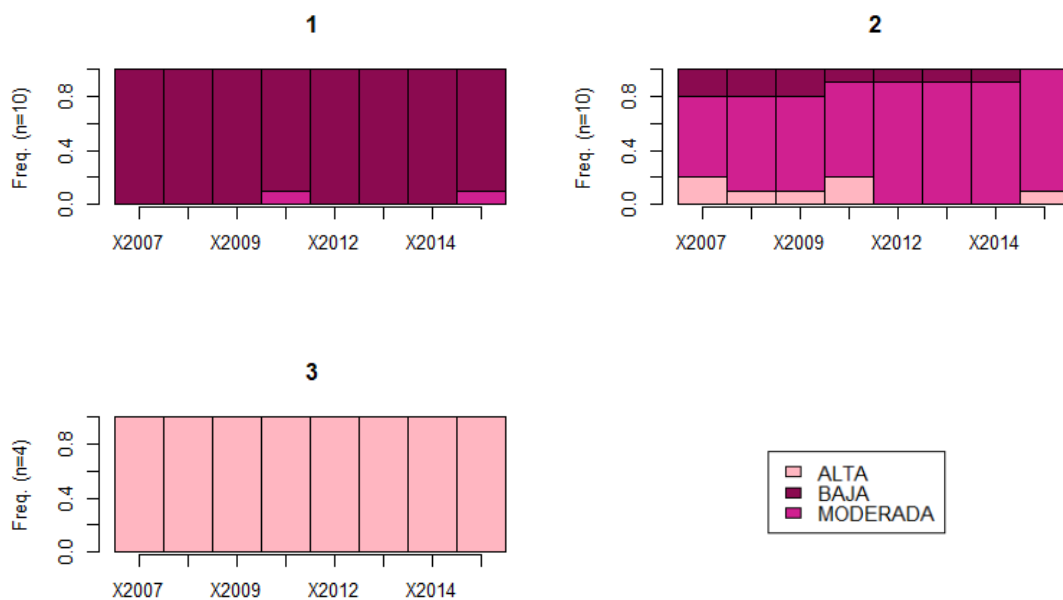 1
Freq. (n=10)
0.0 0.4 0.8
X2007 X2009 X2012 X2014
2
Freq. (n=10)
0.0 0.4 0.8
X2007 X2009 X2012 X2014
3
Freq. (n=4)
0.0 0.4 0.8
X2007 X2009 X2012 X2014
ALTA
BAJA
MODERADA